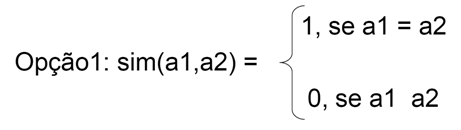 1, se a1 = a2
Opção1: sim(a1,a2) =
0, se a1 a2